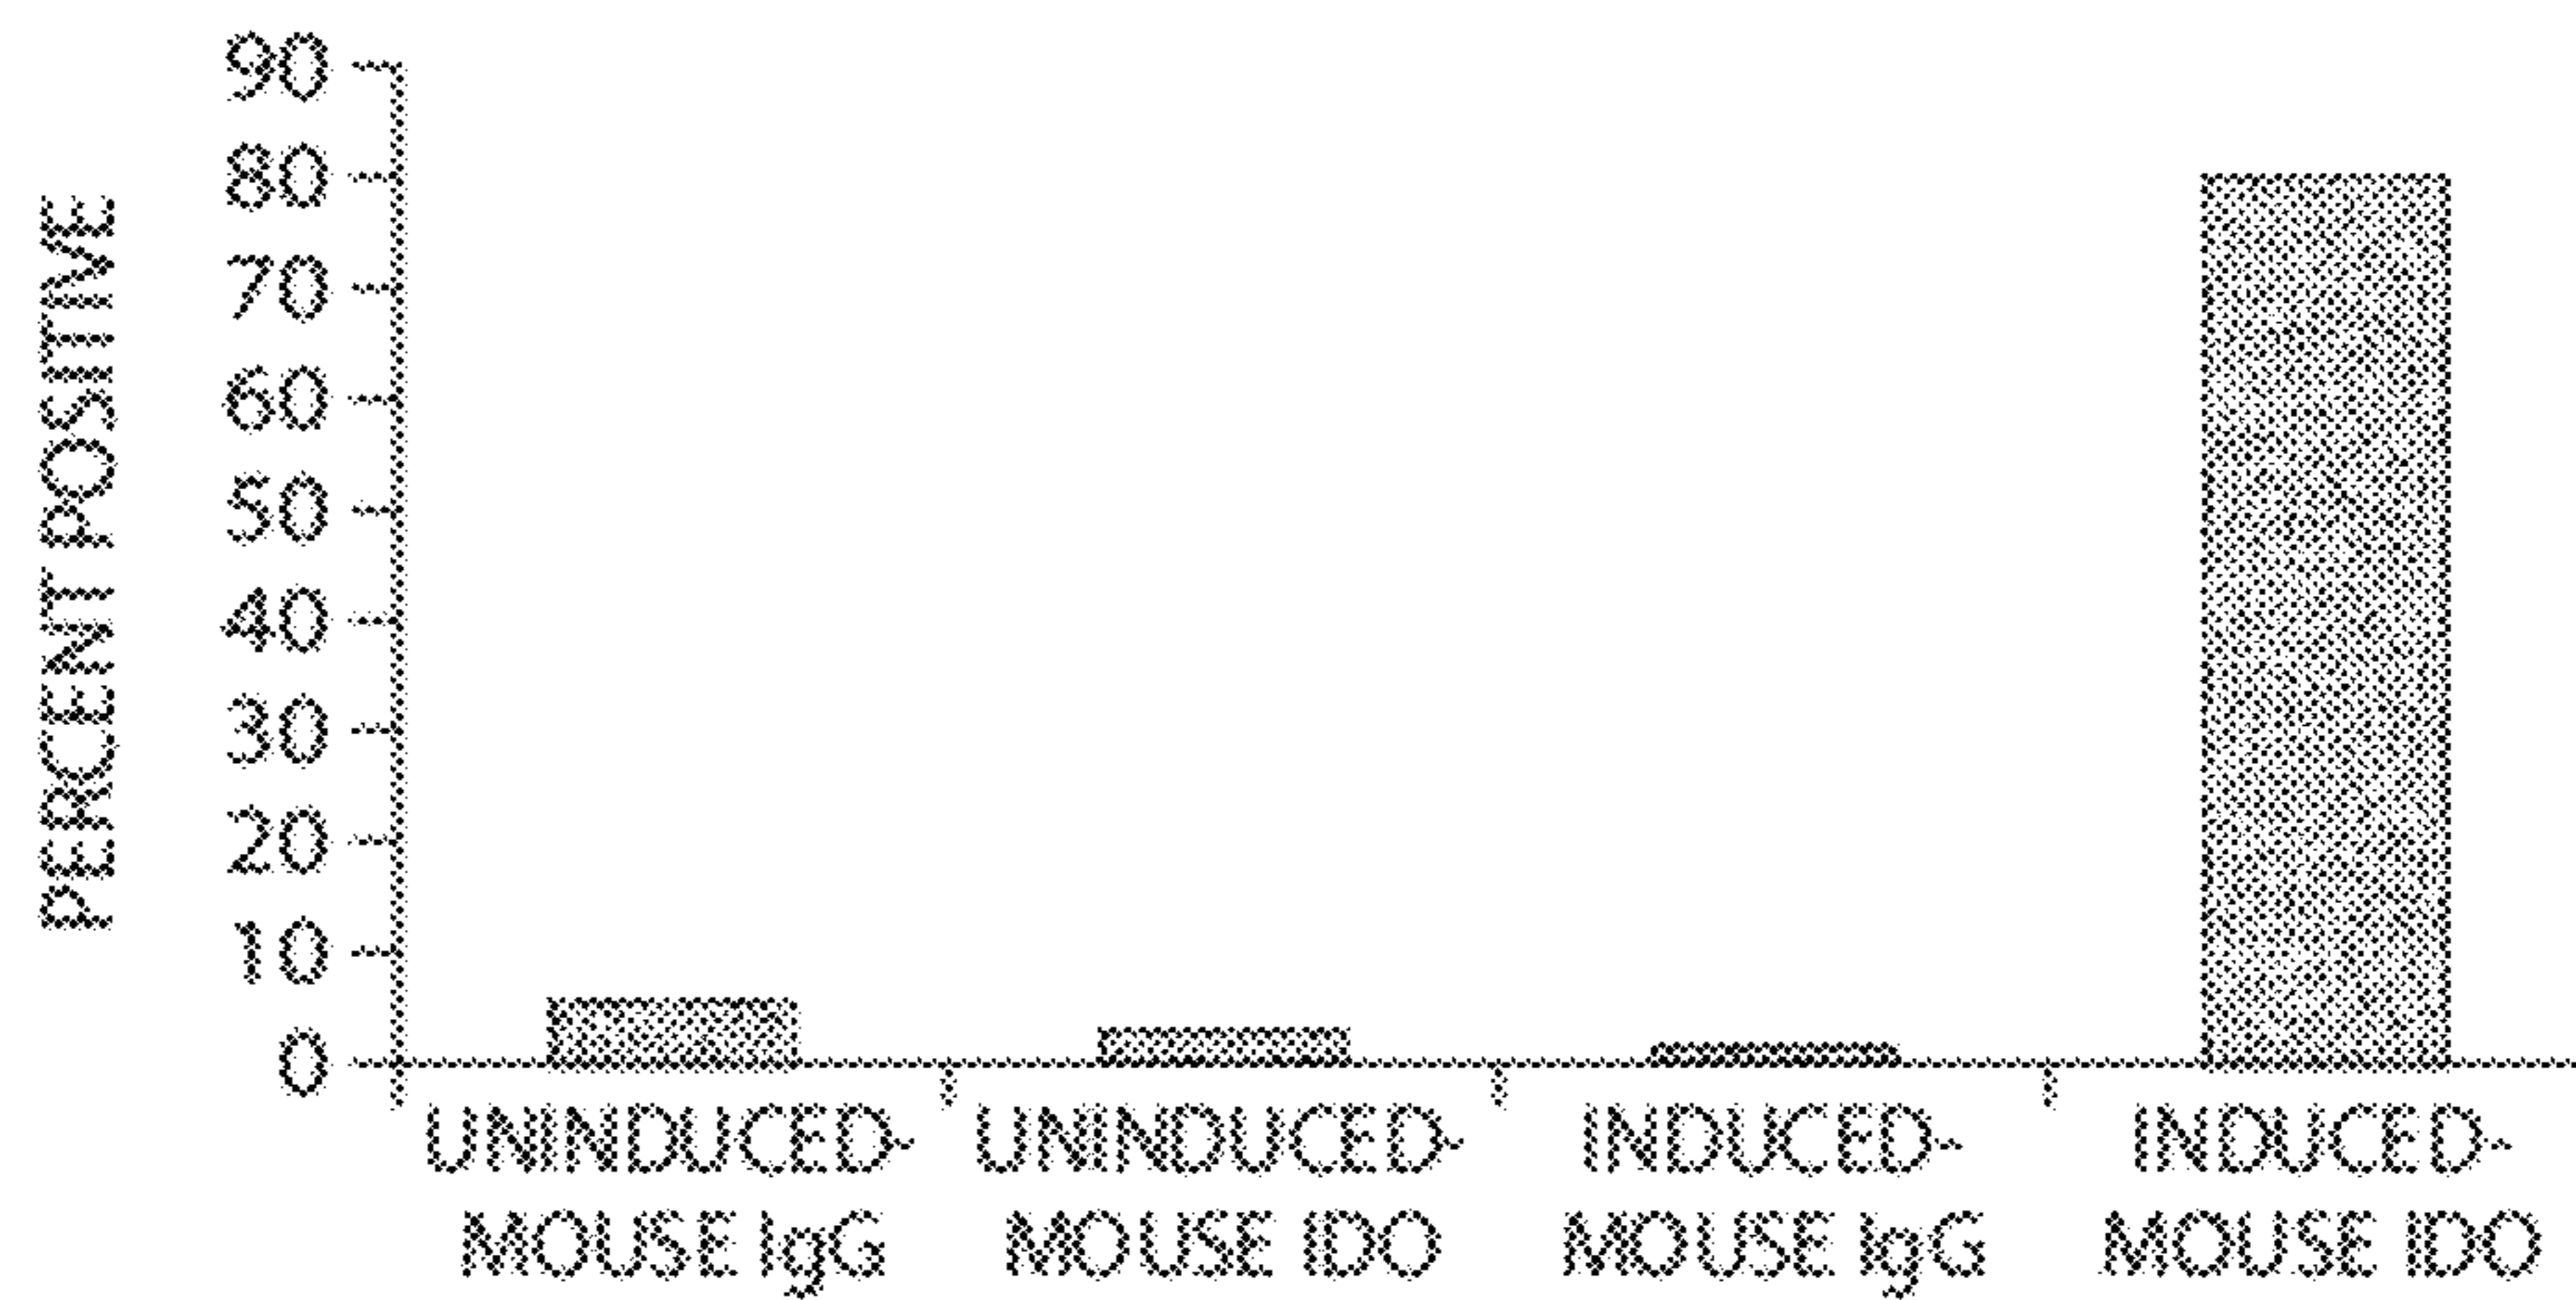 PERCENT POSITIVE
90
80
70
60
50
40
30
20
10
0
UNINDUCED-
MOUSE IgG
UNINDUCED-
MOUSE IDO
INDUCED-
MOUSE IgG
INDUCED-
MOUSE IDO